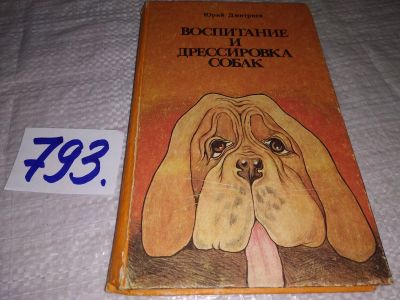 Юрий Дмитриев
ВОСПИТАНИЕ
И
ДРЕССИРОВКА
СОБАК
793.